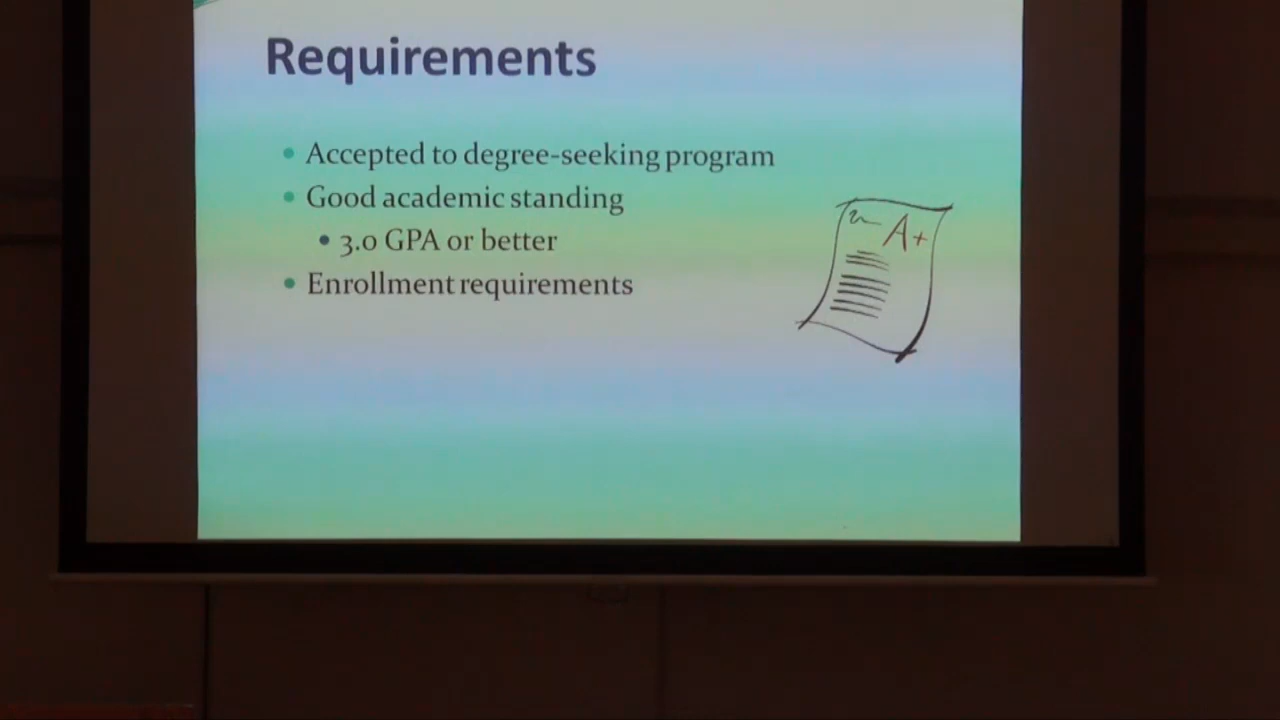 Requirements
Accepted to degree-seeking program
Good academic standing
3.0 GPA or better
Enrollment requirements
A+